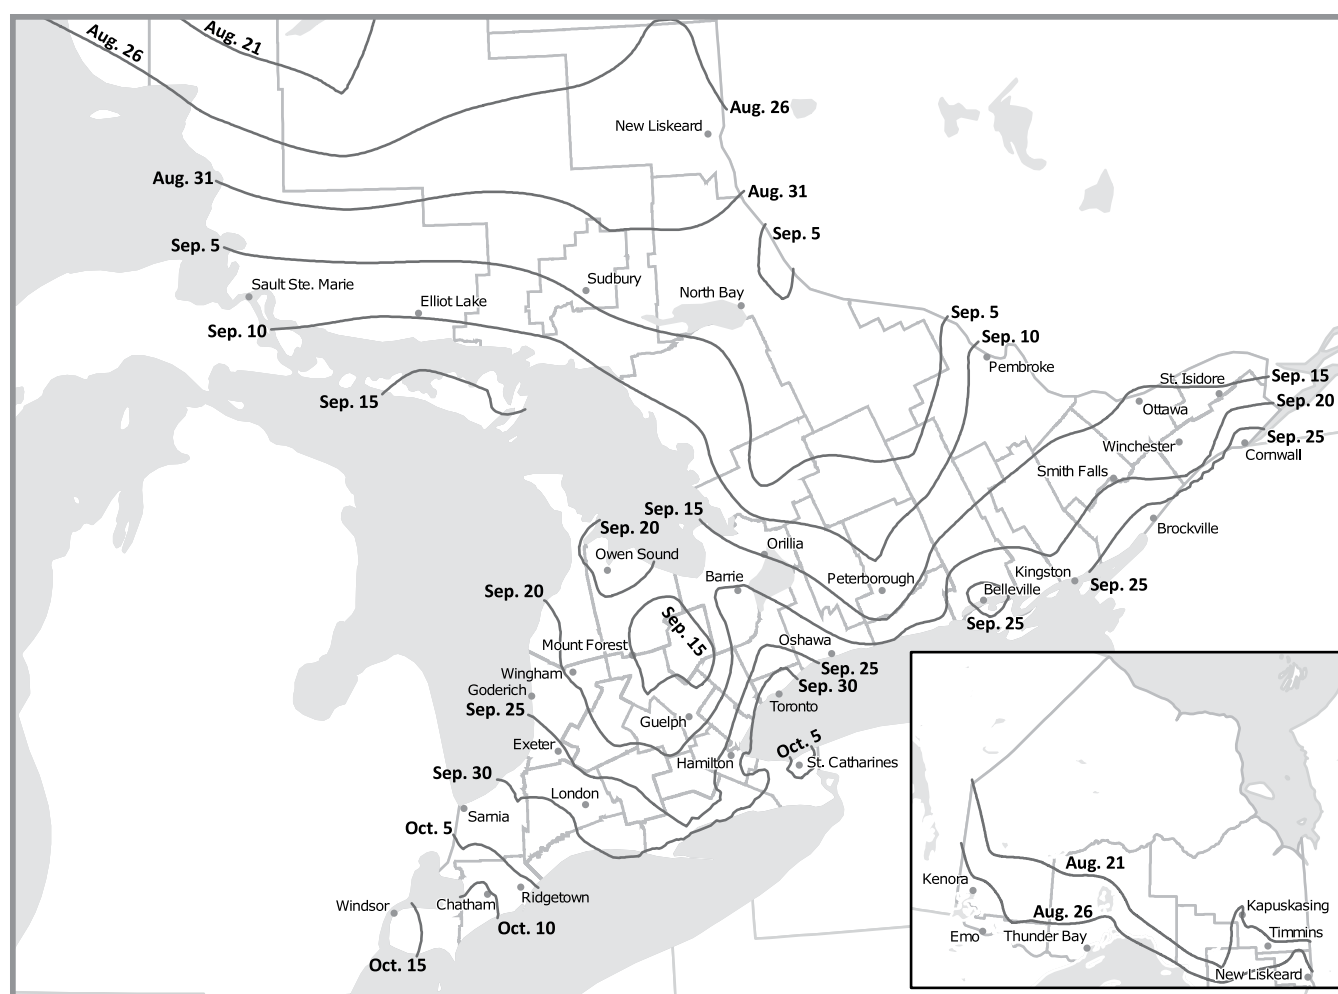 Aug. 26
Aug. 21
Aug. 26
New Liskeard
Aug. 31
Aug. 31
Sep. 5
Sep. 5
Sault Ste. Marie
Sudbury
Elliot Lake
North Bay
Sep. 10
Sep. 5
Sep. 10
Pembroke
Sep. 15
St. Isidore
Sep. 15
Sep. 20
Ottawa
Sep. 25
Winchester
Cornwall
Smith Falls
Sep. 15
Sep. 20
Brockville
Owen Sound
Orillia
Barrie
Peterborough
Kingston
Belleville
Sep. 25
Sep. 20
Sep. 25
Sep. 15
Mount Forest
Oshawa
Wingham
Sep. 25
Goderich
Sep. 30
Sep. 25
Toronto
Guelph
Exeter
Oct. 5
Hamilton
St. Catharines
Sep. 30
London
Sarnia
Oct. 5
Windsor
Chatham
Ridgetown
Oct. 10
Oct. 15
Aug. 21
Kenora
Aug. 26
Kapuskasing
Emo
Thunder Bay
Timmins
New Liskeard